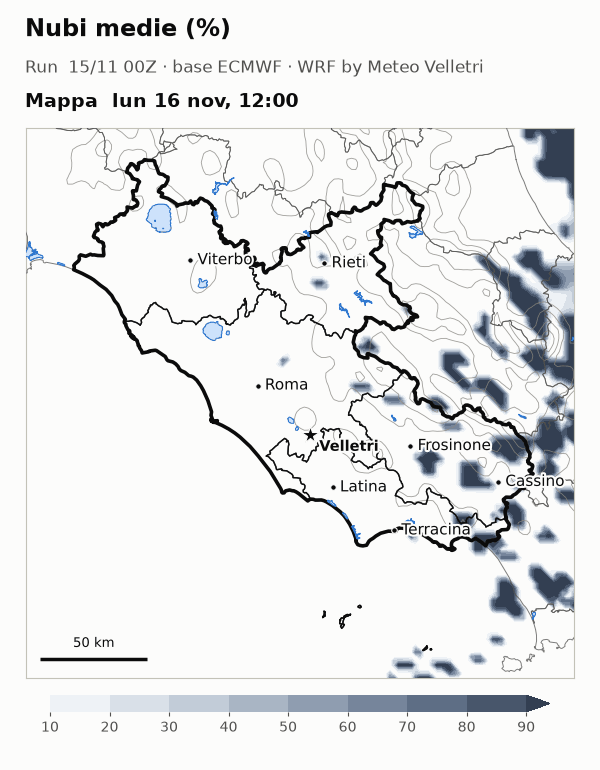 Nubi medie (%)
Run 15/11 00Z · base ECMWF · WRF by Meteo Velletri
Mappa lun 16 nov, 12:00
Viterbo
Rieti
Roma
Velletri
Frosinone
Cassino
Latina
Terracina
50 km
10 20 30 40 50 60 70 80 90